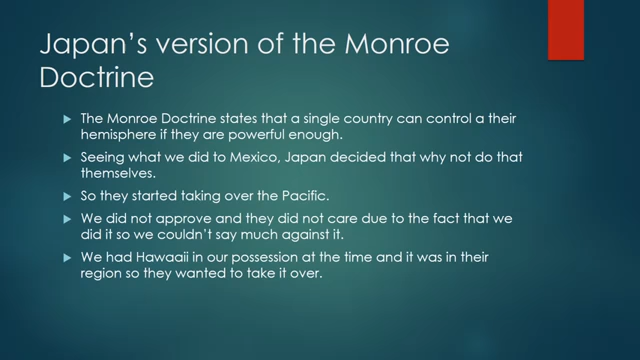 Japan's version of the Monroe
Doctrine
The Monroe Doctrine states that a single country can control a their
hemisphere if they are powerful enough.
Seeing what we did to Mexico, Japan decided that why not do that
themselves.
So they started taking over the Pacific.
We did not approve and they did not care due to the fact that we
did it so we couldn't say much against it.
We had Hawaaii in our possession at the time and it was in their
region so they wanted to take it over.